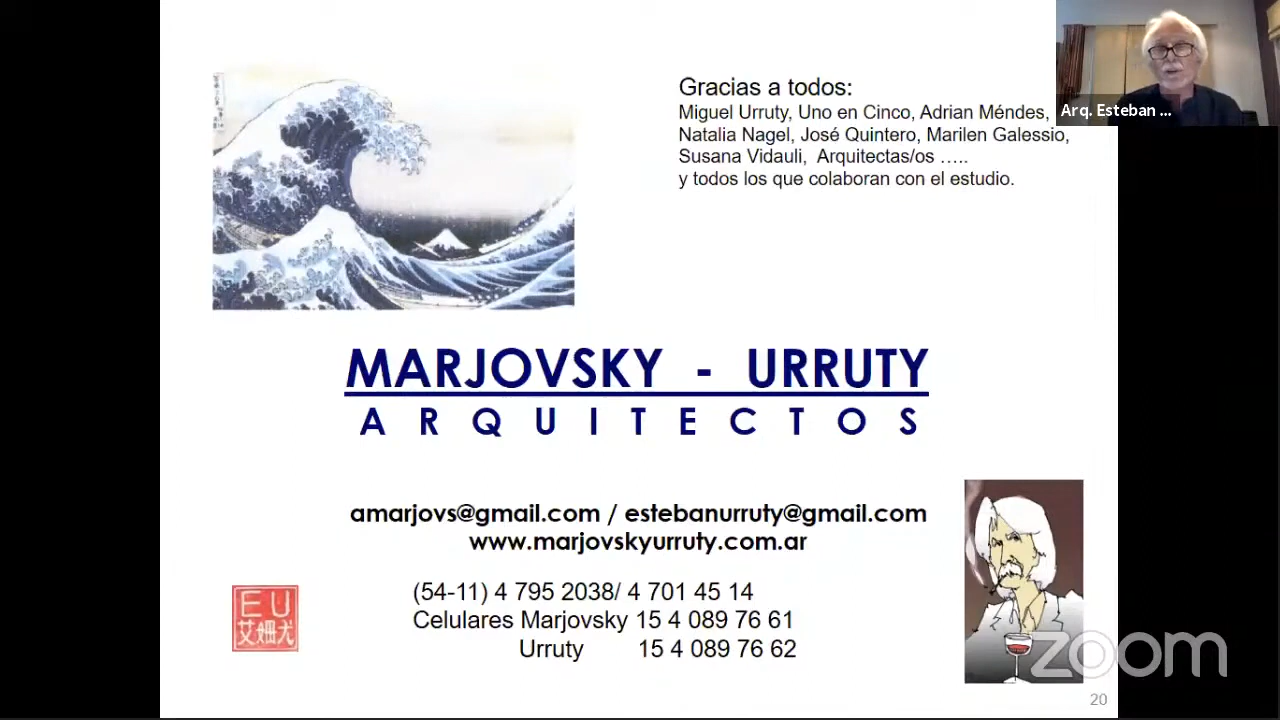 Gracias a todos:
Miguel Urruty, Uno en Cinco, Adrian Méndes,
Natalia Nagel, José Quintero, Marilen Galessio,
Susana Vidauli, Arquitectas/os …..
y todos los que colaboran con el estudio.
Arq. Esteban ...
MARJOVSKY - URRUTY
ARQUITECTOS
amarjovs@gmail.com / estebanurruty@gmail.com
www.marjovskyurruty.com.ar
(54-11) 4 795 2038/ 4 701 45 14
Celulares Marjovsky 15 4 089 76 61
Urruty 15 4 089 76 62
EU
zoom
20